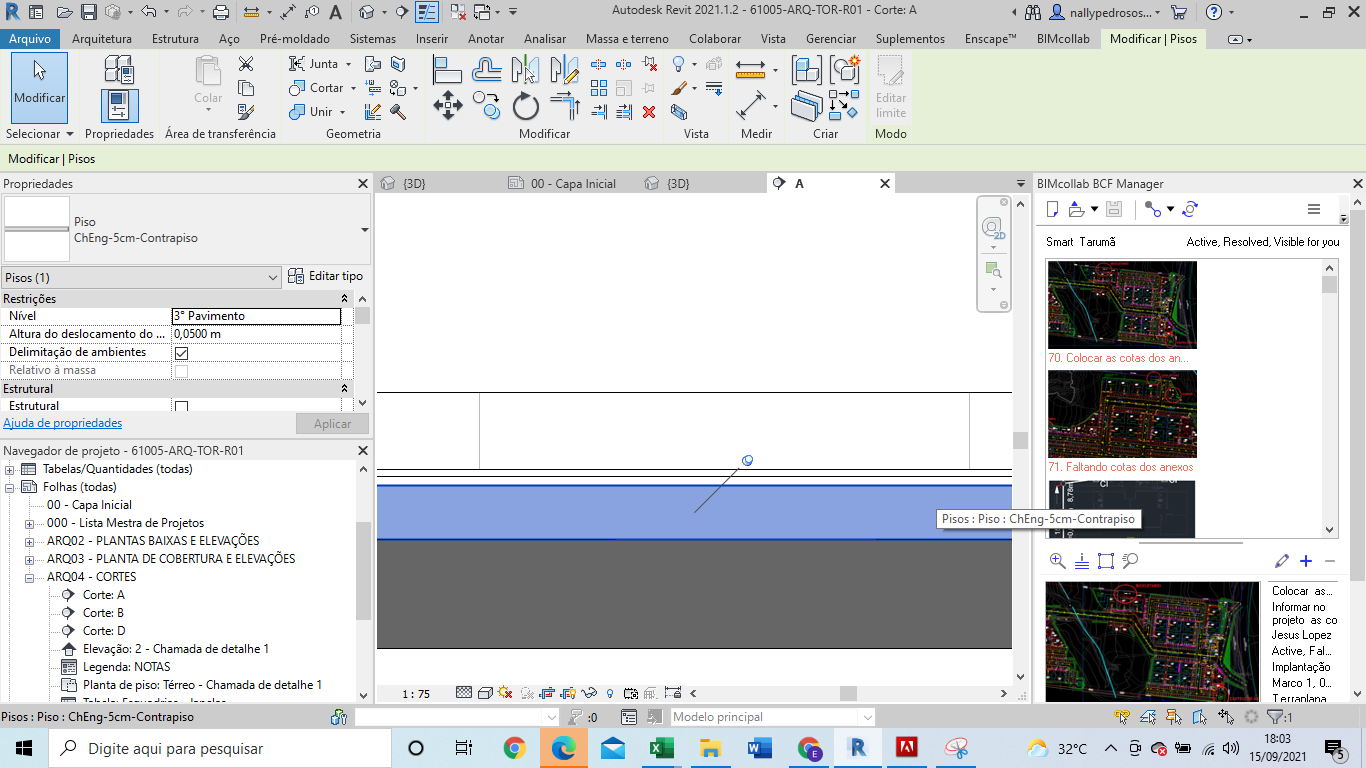 Autodesk Revit 2021.1.2 - 61005-ARQ-TOR-R01 - Corte: A
nallypedrosos...
Arquivo
Arquitetura
Estrutura
Aço
Pré-moldado
Sistemas
Inserir
Anotar
Analisar
Massa e terreno
Colaborar
Vista
Gerenciar
Suplementos
Enscape™
BIMcollab
Modificar | Pisos
Modificar
Colar
Junta
Cortar
Unir
Editar
limite
Selecionar
Propriedades
Área de transferência
Geometria
Modificar
Vista
Medir
Criar
Modo
Modificar | Pisos
Propriedades
Piso
ChEng-5cm-Contrapiso
Pisos (1)
Editar tipo
Restrições
Nível
3° Pavimento
Altura do deslocamento do ...
0,0500 m
Delimitação de ambientes
Relativo à massa
Estrutural
Estrutural
Ajuda de propriedades
Aplicar
Navegador de projeto - 61005-ARQ-TOR-R01
Tabelas/Quantidades (todas)
Folhas (todas)
00 - Capa Inicial
000 - Lista Mestra de Projetos
ARQ02 - PLANTAS BAIXAS E ELEVAÇÕES
ARQ03 - PLANTA DE COBERTURA E ELEVAÇÕES
ARQ04 - CORTES
Corte: A
Corte: B
Corte: D
Elevação: 2 - Chamada de detalhe 1
Legenda: NOTAS
Planta de piso: Térreo - Chamada de detalhe 1
{3D}
00 - Capa Inicial
{3D}
A
2D
Pisos : Piso : ChEng-5cm-Contrapiso
1 : 75
BIMcollab BCF Manager
Smart Tarumã
Active, Resolved, Visible for you
70. Colocar as cotas dos an...
71. Faltando cotas dos anexos
8,78m
Colocar as...
Informar no
projeto as co
Jesus Lopez
Active, Fal...
Implantação
Marco 1, 0...
Terraplana
Pisos : Piso : ChEng-5cm-Contrapiso
:0
Modelo principal
:1
Digite aqui para pesquisar
32°C
18:03
15/09/2021
5